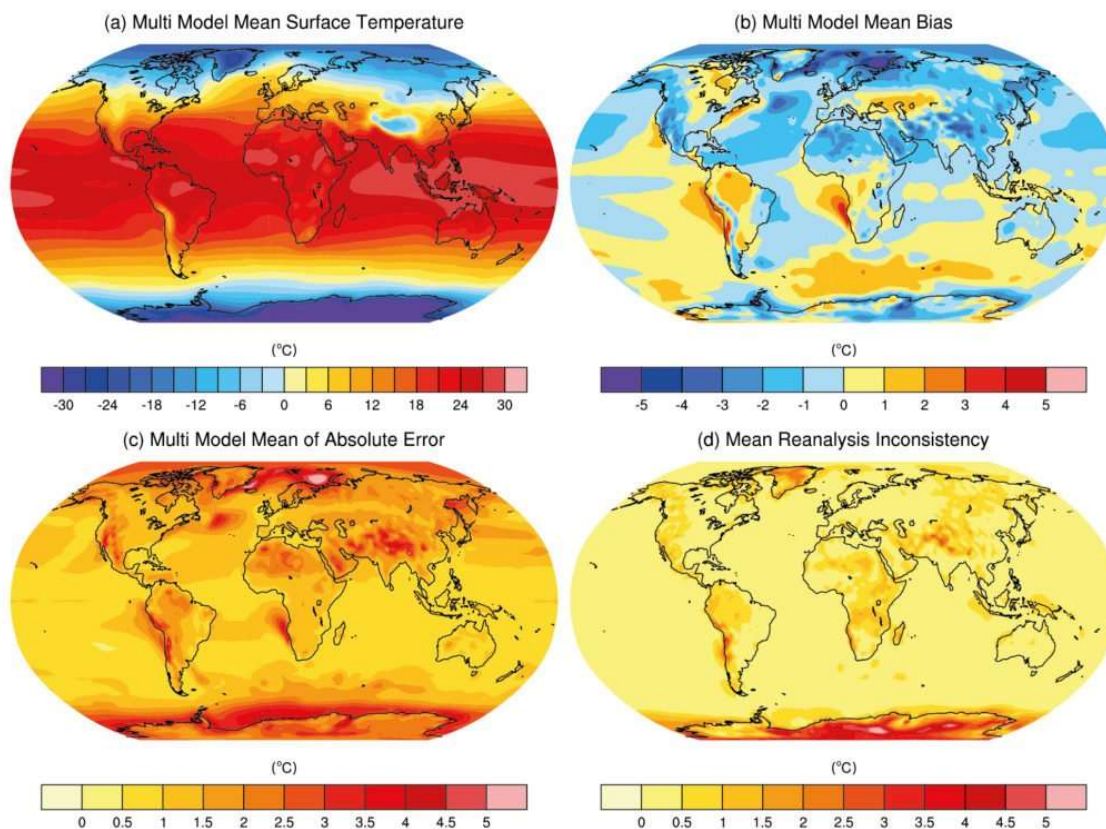 (a) Multi Model Mean Surface Temperature
(°C)
-30 -24 -18 -12 -6 0 6 12 18 24 30
(b) Multi Model Mean Bias
(°C)
-5 -4 -3 -2 -1 0 1 2 3 4 5
(c) Multi Model Mean of Absolute Error
(°C)
0 0.5 1 1.5 2 2.5 3 3.5 4 4.5 5
(d) Mean Reanalysis Inconsistency
(°C)
0 0.5 1 1.5 2 2.5 3 3.5 4 4.5 5